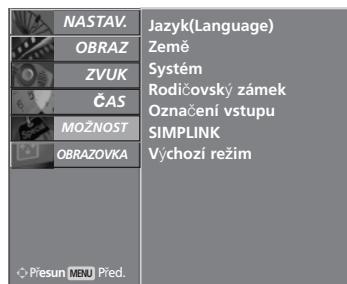 NASTAV.
OBRAZ
ZVUK
ČAS
MOŽNOST
OBRAZOVKA
Přesun MENU Před.
Jazyk(Language)
Země
Systém
Rodičovský zámek
Označení vstupu
SIMPLINK
Výchozí režim